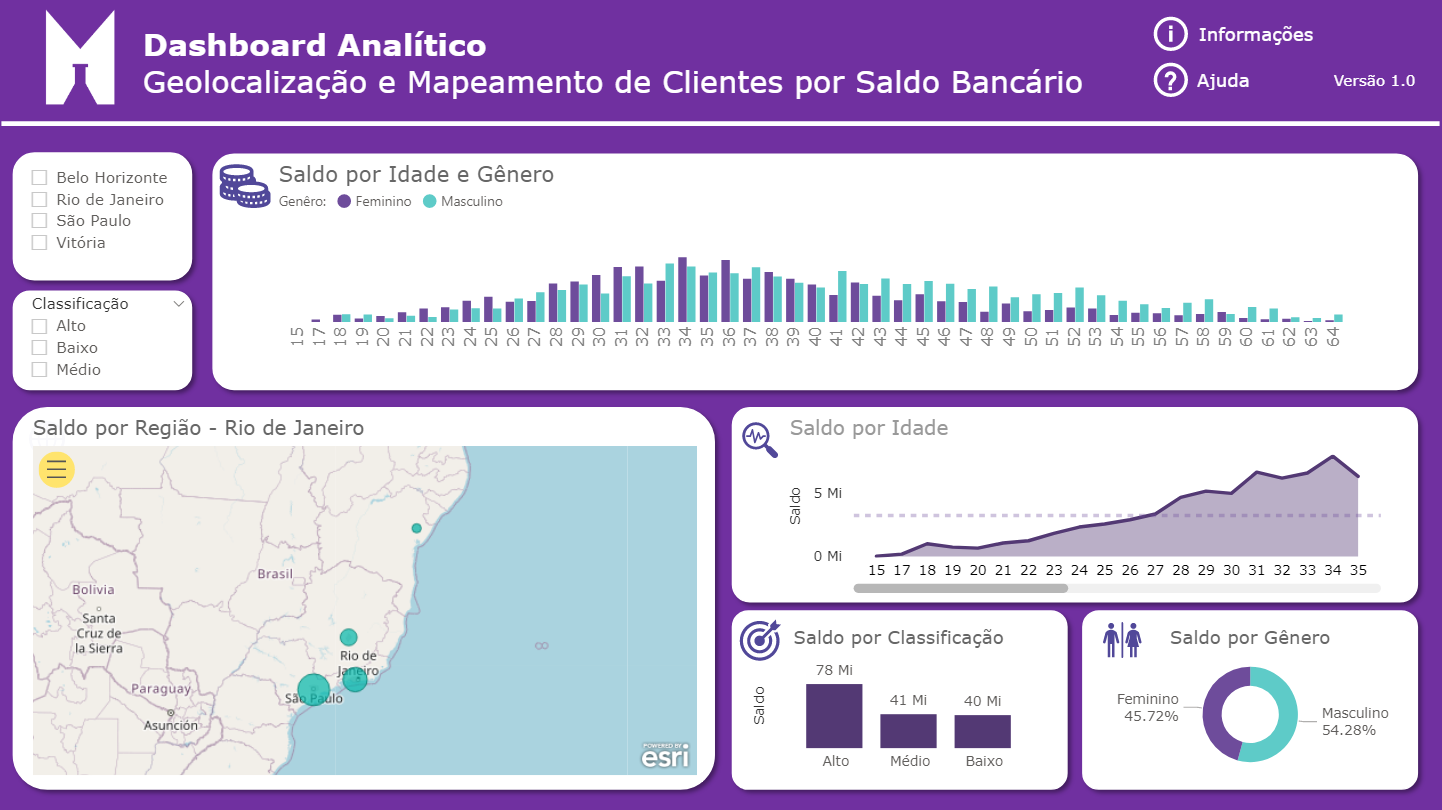 Dashboard Analítico
Geolocalização e Mapeamento de Clientes por Saldo Bancário
Informações
Ajuda
Versão 1.0
Belo Horizonte
Rio de Janeiro
São Paulo
Vitória
Classificação
Alto
Baixo
Médio
Saldo por Idade e Gênero
Genêro: Feminino Masculino
15 17 18 19 20 21 22 23 24 25 26 27 28 29 30 31 32 33 34 35 36 37 38 39 40 41 42 43 44 45 46 47 48 49 50 51 52 53 54 55 56 57 58 59 60 61 62 63 64
Saldo por Região - Rio de Janeiro
Brasil
Bolivia
Santa
Cruz de
la Sierra
Rio de
Janeiro
São Paulo
Paraguay
Asunción
POWERED BY
esri
Saldo por Idade
Saldo
5 Mi
0 Mi
15 17 18 19 20 21 22 23 24 25 26 27 28 29 30 31 32 33 34 35
Saldo por Classificação
Saldo
78 Mi
41 Mi
40 Mi
Alto Médio Baixo
Saldo por Gênero
Feminino
45.72%
Masculino
54.28%